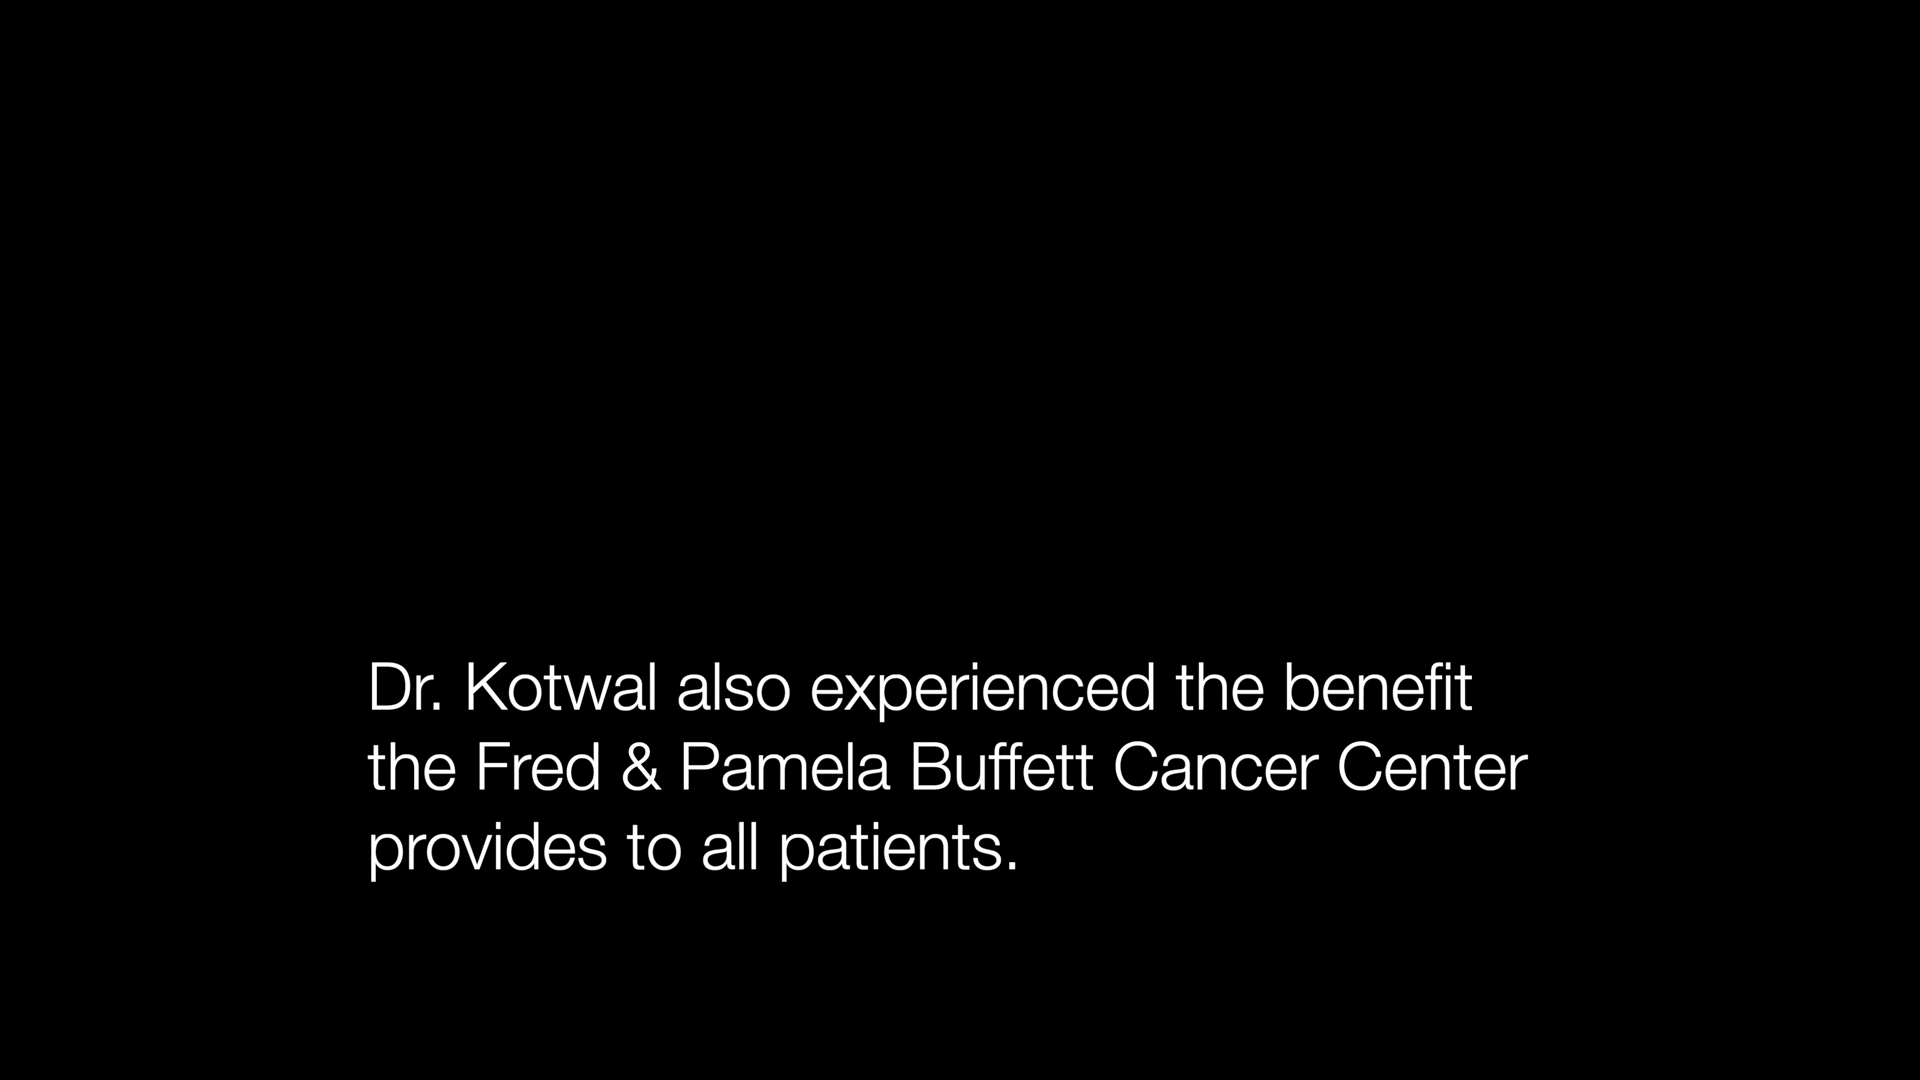 Dr. Kotwal also experienced the benefit
the Fred & Pamela Buffett Cancer Center
provides to all patients.